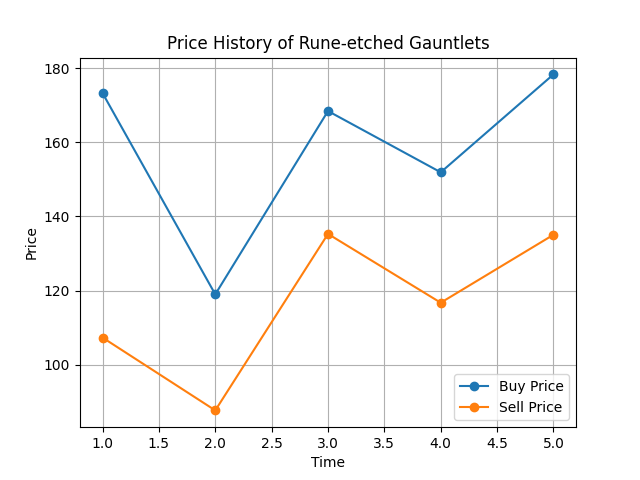 Price History of Rune-etched Gauntlets
Price
180
160
140
120
100
1.0 1.5 2.0 2.5 3.0 3.5 4.0 4.5 5.0
Time
Buy Price
Sell Price